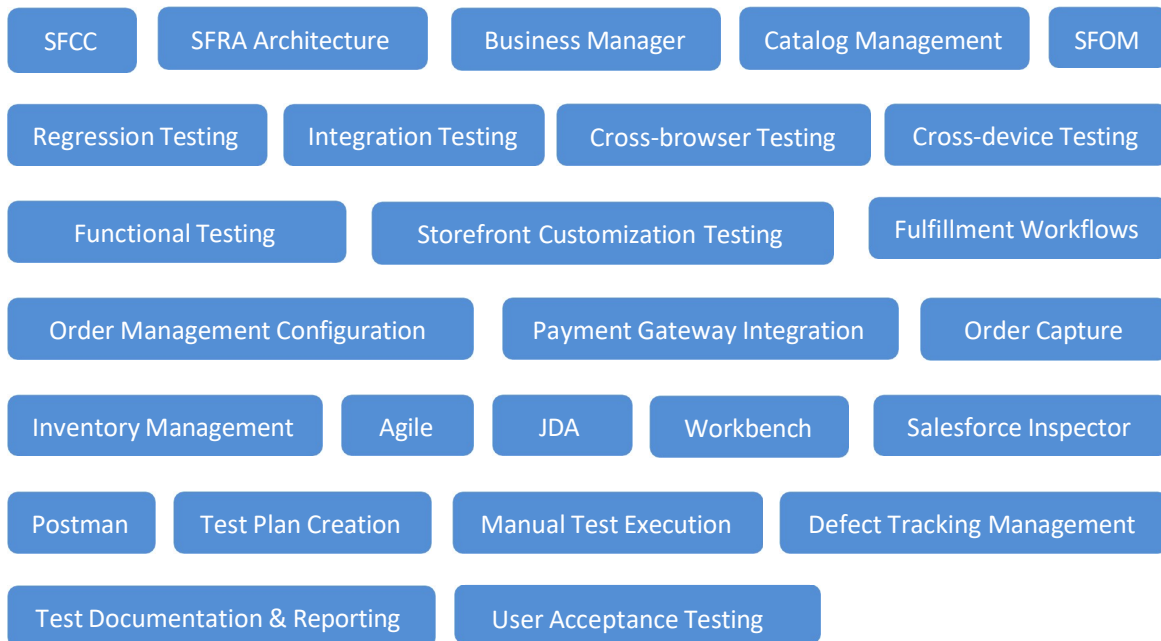 SFCC SFRA Architecture Business Manager Catalog Management SFOM
Regression Testing Integration Testing Cross-browser Testing Cross-device Testing
Functional Testing Storefront Customization Testing Fulfillment Workflows
Order Management Configuration Payment Gateway Integration Order Capture
Inventory Management Agile JDA Workbench Salesforce Inspector
Postman Test Plan Creation Manual Test Execution Defect Tracking Management
Test Documentation & Reporting User Acceptance Testing